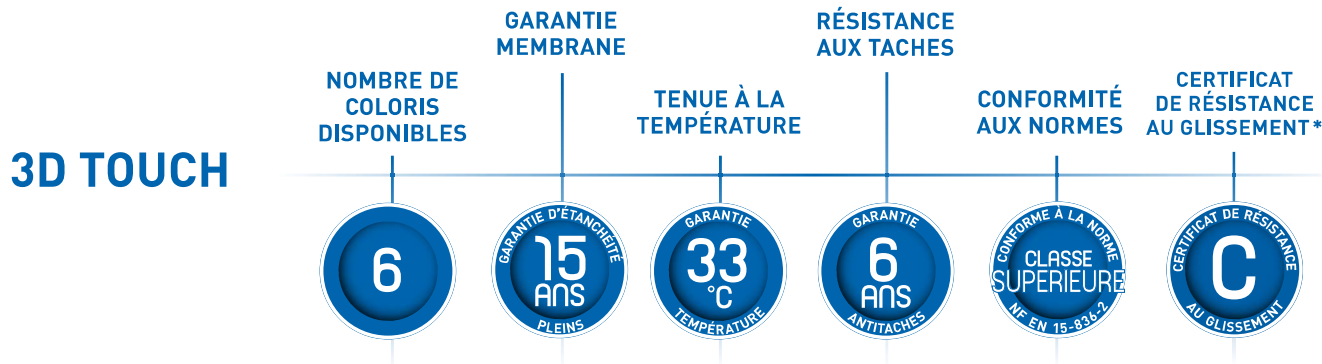 3D TOUCH
NOMBRE DE
COLORIS
DISPONIBLES
6
GARANTIE
MEMBRANE
GARANTIE D'ÉTANCHÉITÉ
15
ANS
PLEINS
TENUE À LA
TEMPÉRATURE
GARANTIE
33
°C
TEMPÉRATURE
RÉSISTANCE
AUX TACHES
GARANTIE
6
ANS
ANTITACHES
CONFORMITÉ
AUX NORMES
CONFORME À LA NORME
CLASSE
SUPERIEURE
NF EN 15-836-2
CERTIFICAT
DE RÉSISTANCE
AU GLISSEMENT*
CERTIFICAT DE RÉSISTANCE
C
AU GLISSEMENT